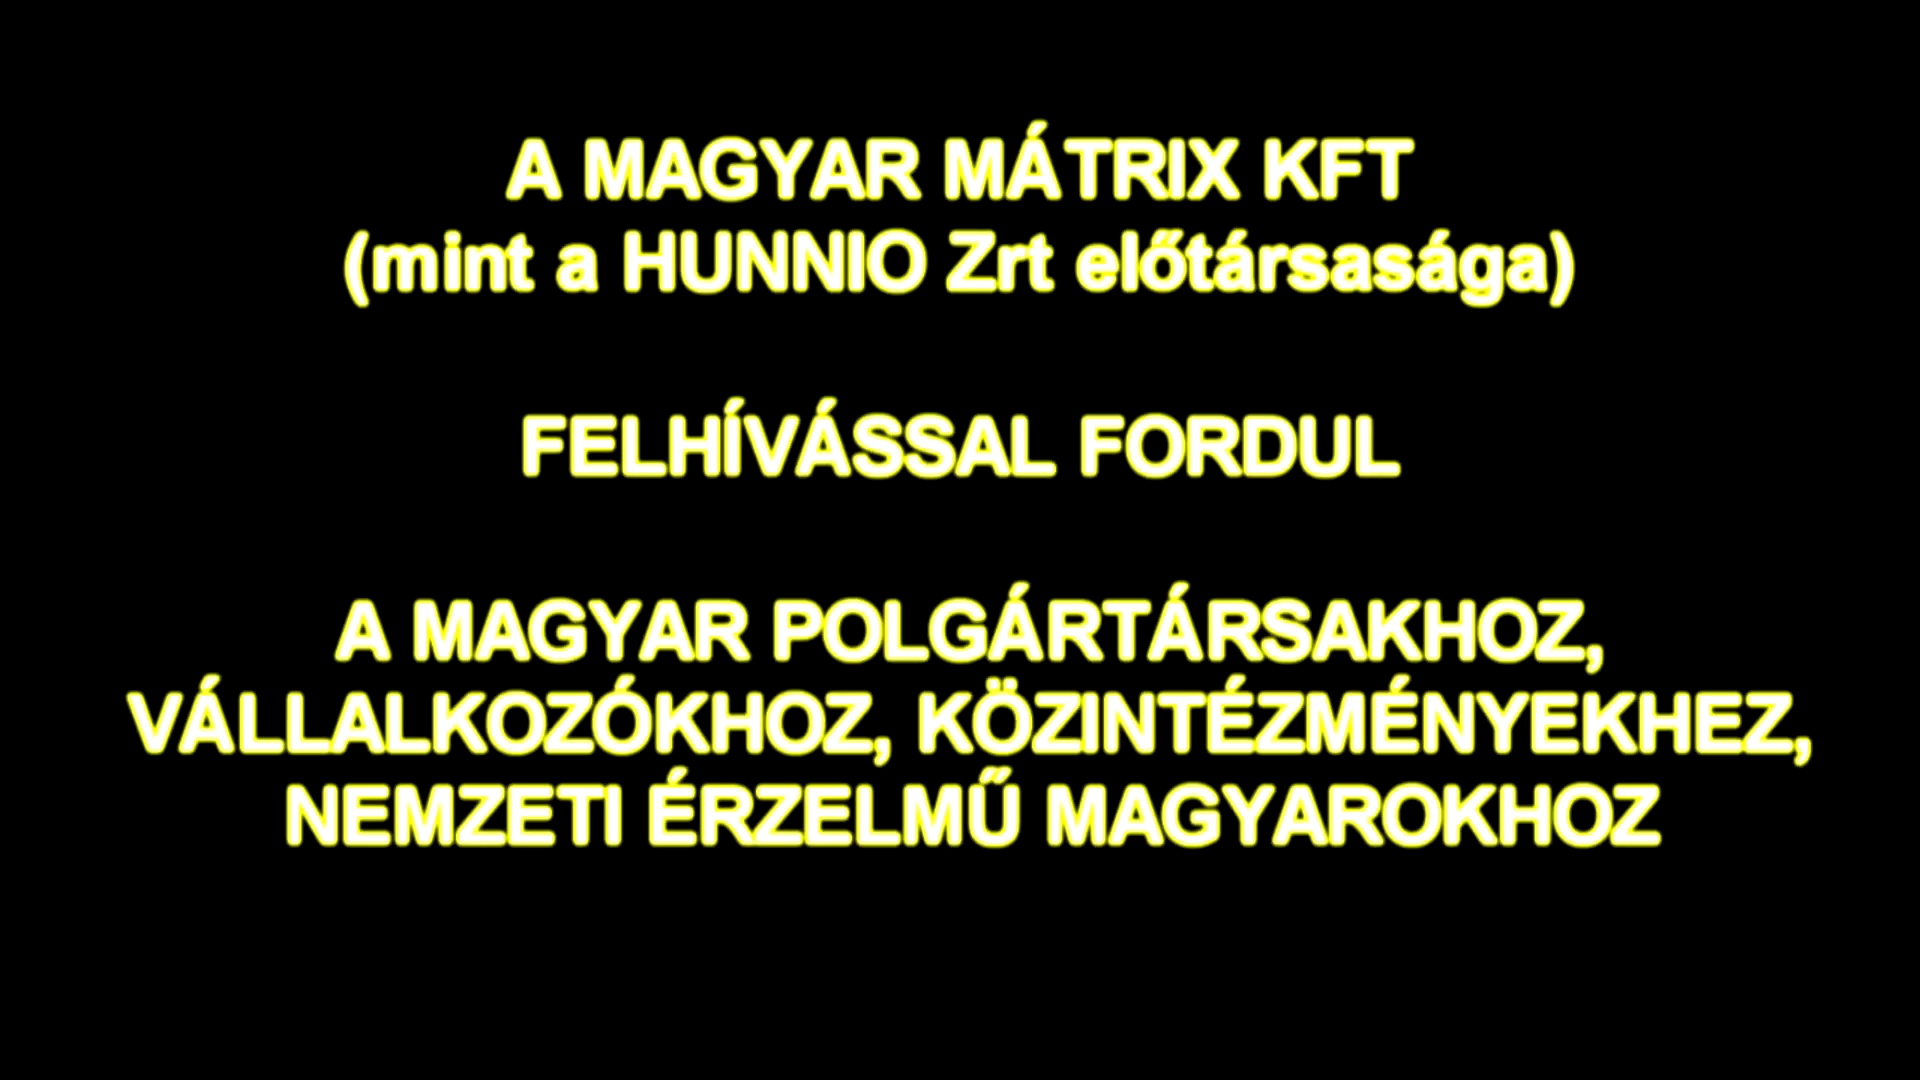 A MAGYAR MÁTRIX KFT
(mint a HUNNIO Zrt előtársasága)
FELHÍVÁSSAL FORDUL
A MAGYAR POLGÁRTÁRSAKHOZ,
VÁLLALKOZÓKHOZ, KÖZINTÉZMÉNYEKHEZ,
NEMZETI ÉRZELMŰ MAGYAROKHOZ